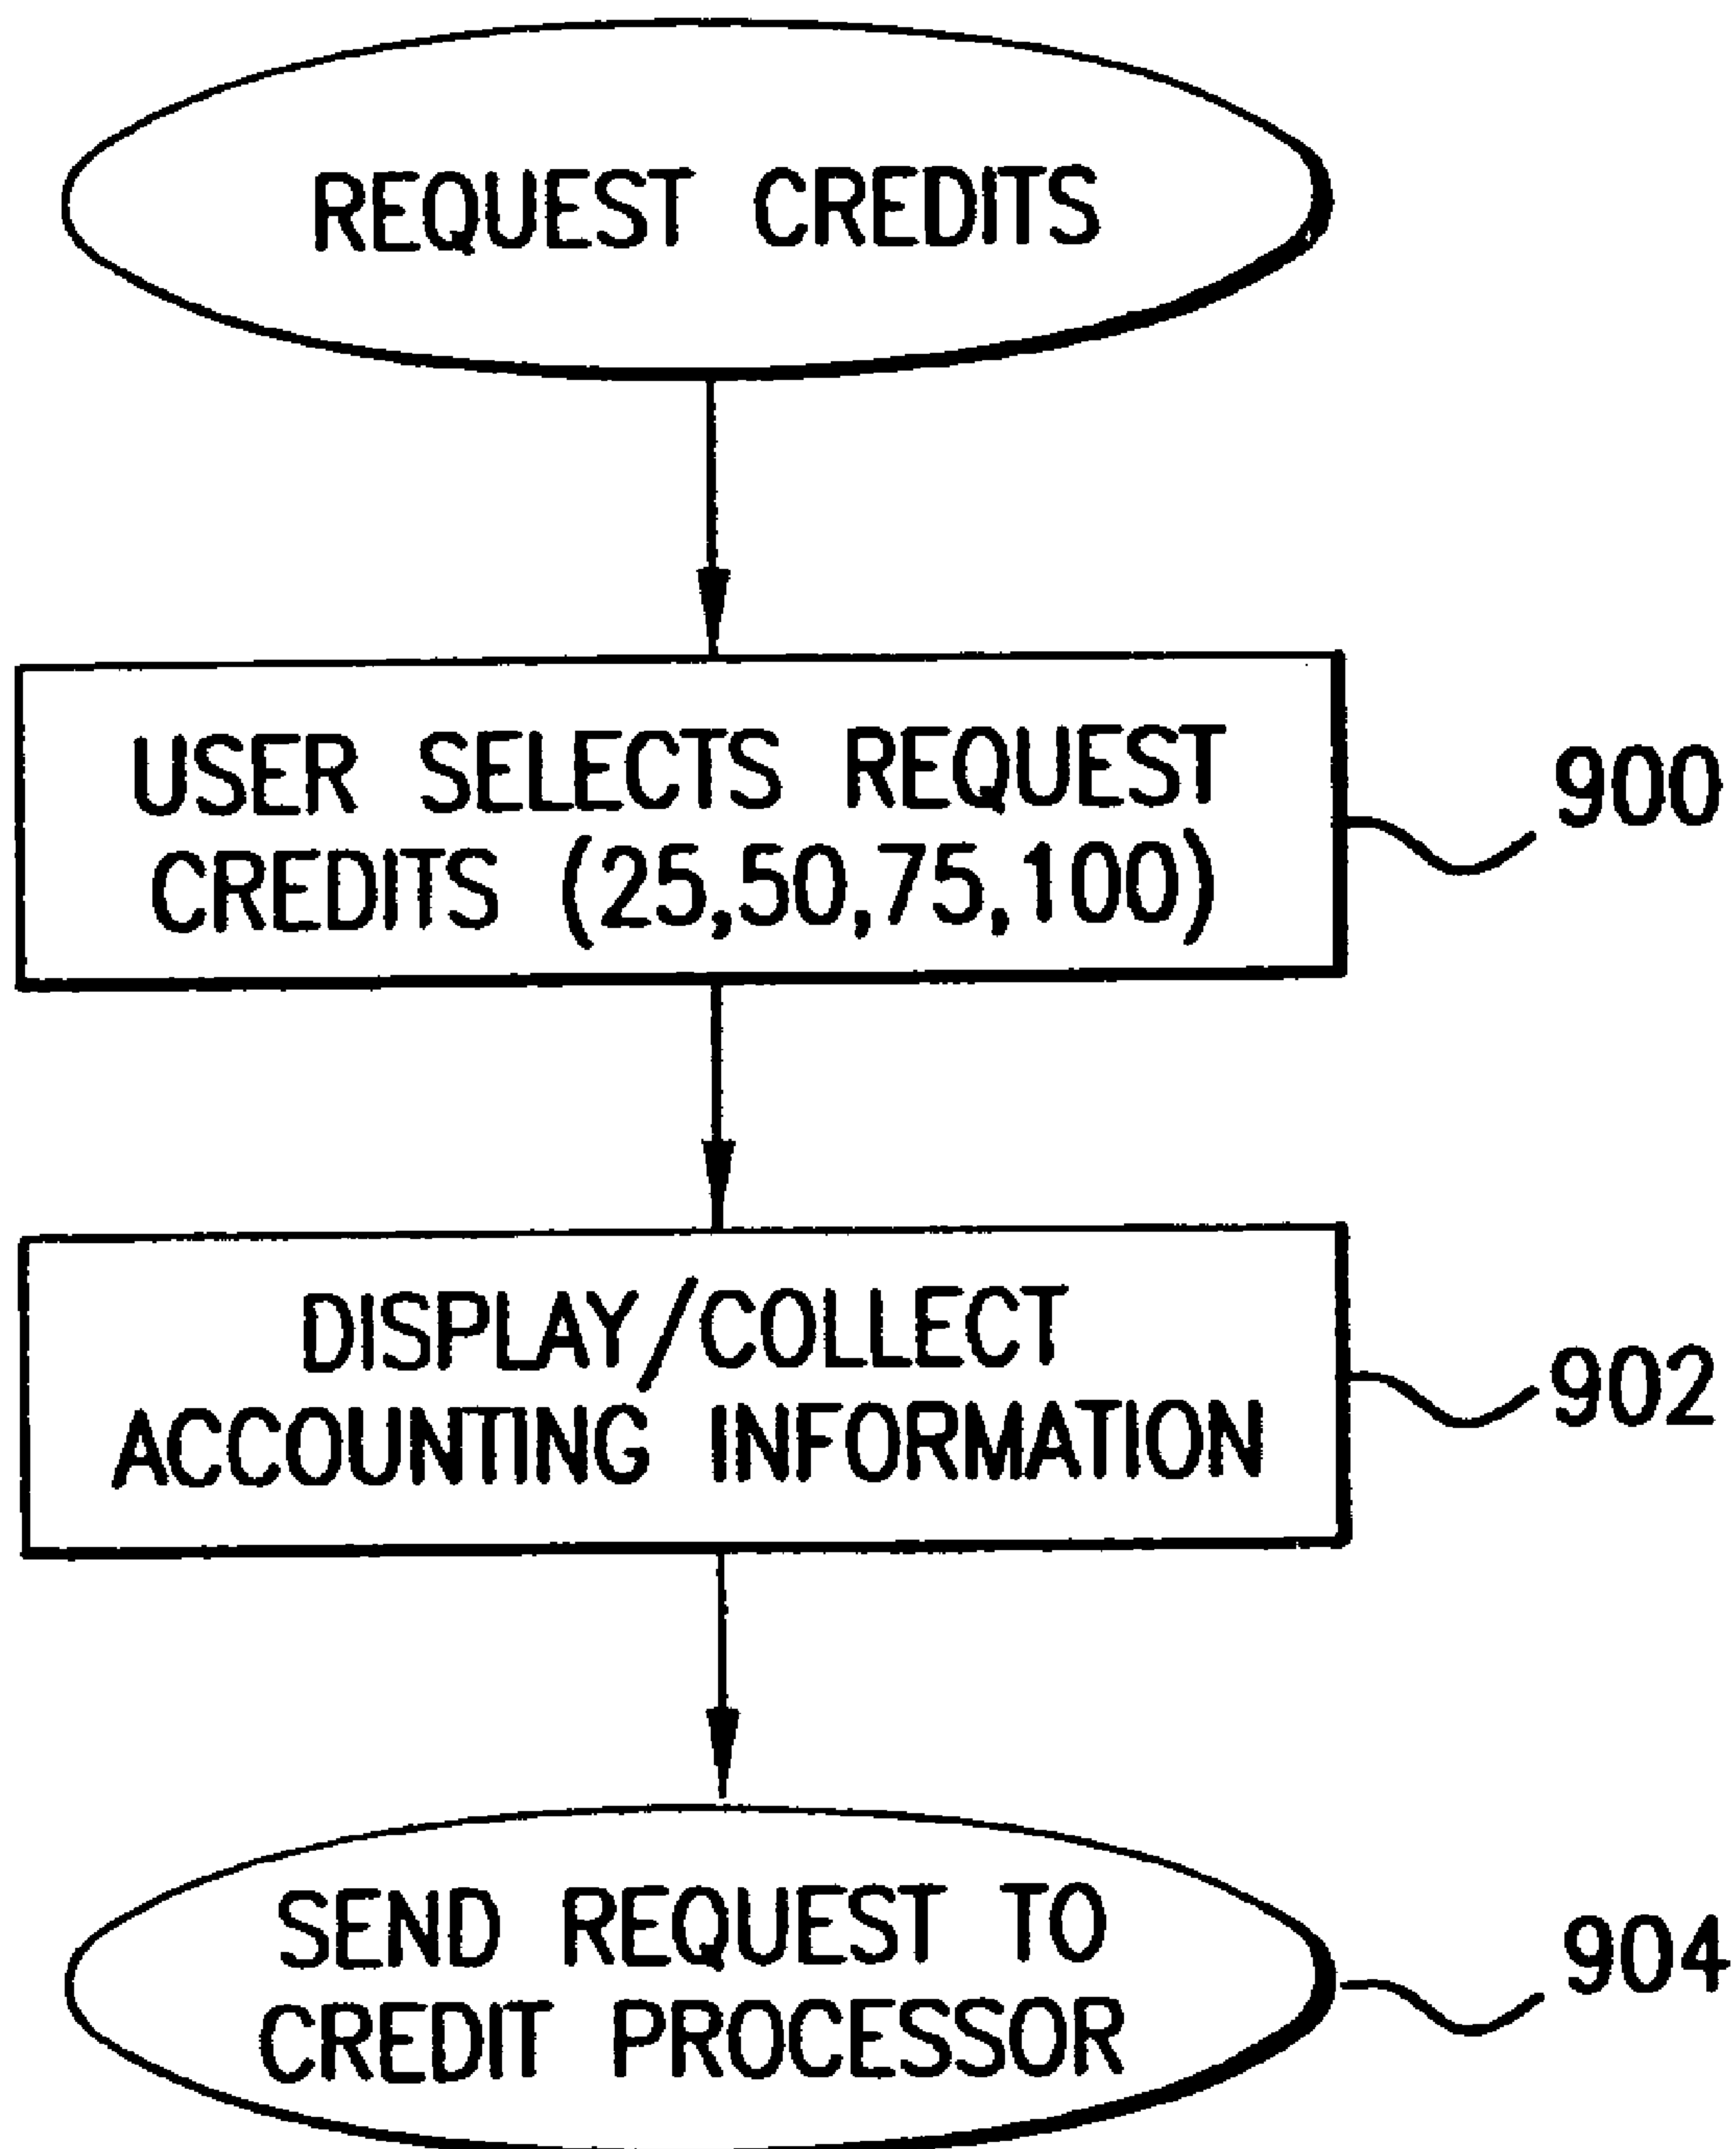 REQUEST CREDITS
USER SELECTS REQUEST
CREDITS (25,50,75,100)
900
DISPLAY/COLLECT
ACCOUNTING INFORMATION
902
SEND REQUEST TO
CREDIT PROCESSOR
904